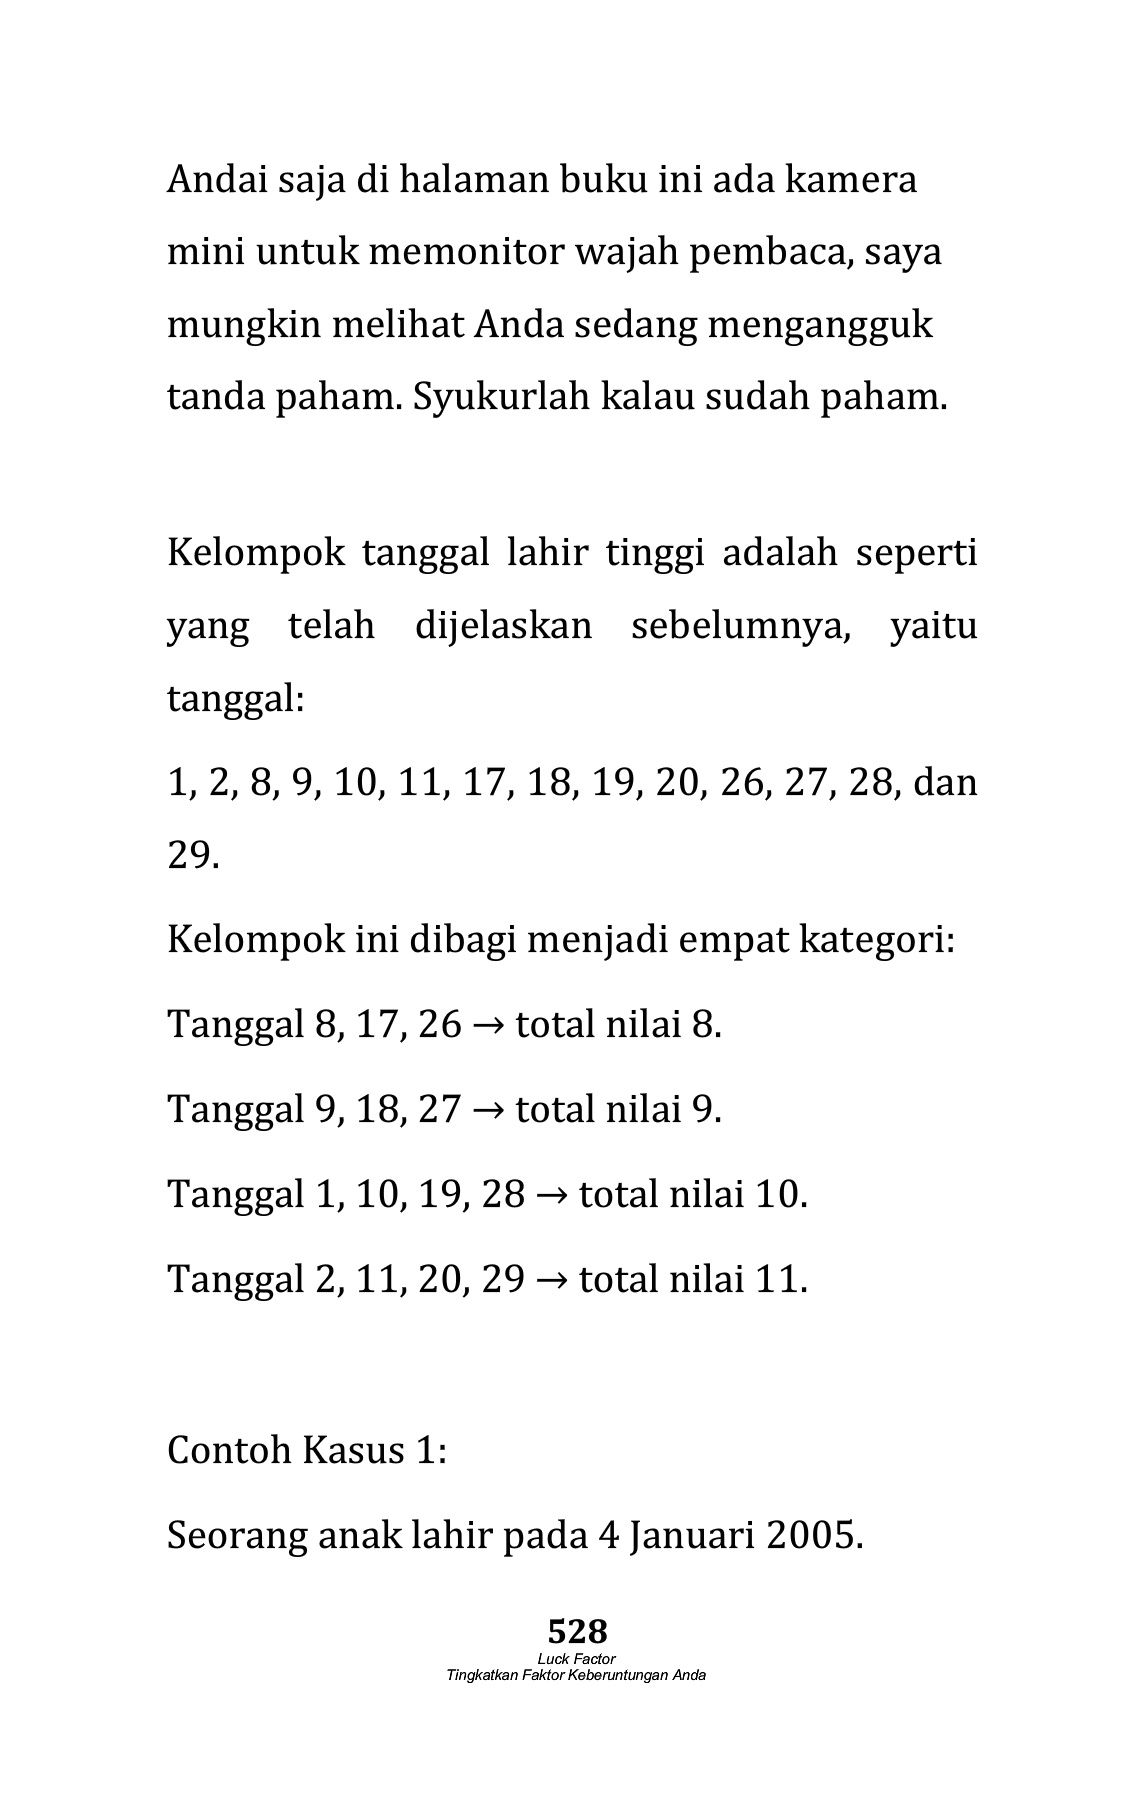 Andai saja di halaman buku ini ada kamera
mini untuk memonitor wajah pembaca, saya
mungkin melihat Anda sedang mengangguk
tanda paham. Syukurlah kalau sudah paham.
Kelompok tanggal lahir tinggi adalah seperti
yang telah dijelaskan sebelumnya, yaitu
tanggal:
1, 2, 8, 9, 10, 11, 17, 18, 19, 20, 26, 27, 28, dan
29.
Kelompok ini dibagi menjadi empat kategori:
Tanggal 8, 17, 26 → total nilai 8.
Tanggal 9, 18, 27 → total nilai 9.
Tanggal 1, 10, 19, 28 → total nilai 10.
Tanggal 2, 11, 20, 29 → total nilai 11.
Contoh Kasus 1:
Seorang anak lahir pada 4 Januari 2005.
528
Luck Factor
Tingkatkan Faktor Keberuntungan Anda